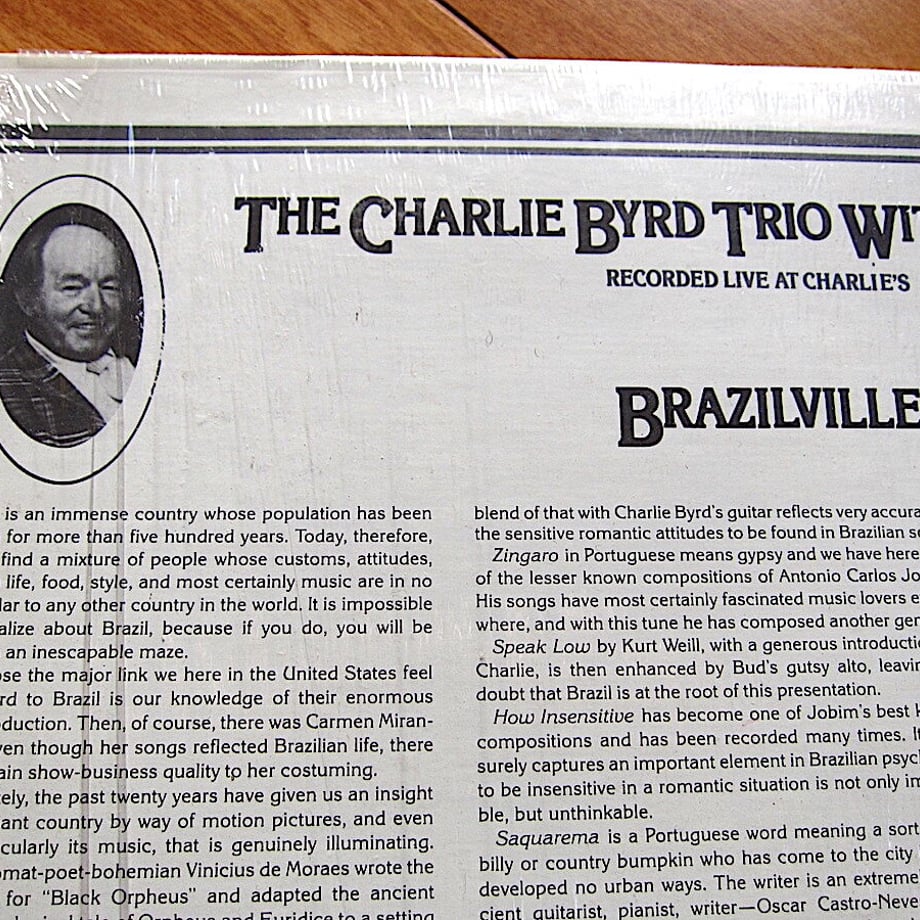 THE CHARLIE BYRD TRIO WI
RECORDED LIVE AT CHARLIE'S
BRAZILVILLE
is an immense country whose population has been
for more than five hundred years. Today, therefore,
find a mixture of people whose customs, attitudes,
life, food, style, and most certainly music are in no
lar to any other country in the world. It is impossible
alize about Brazil, because if you do, you will be
an inescapable maze.
ose the major link we here in the United States feel
rd to Brazil is our knowledge of their enormous
duction. Then, of course, there was Carmen Miran-
ven though her songs reflected Brazilian life, there
ain show-business quality to her costuming.
ely, the past twenty years have given us an insight
ant country by way of motion pictures, and even
cularly its music, that is genuinely illuminating.
omat-poet-bohemian Vinicius de Moraes wrote the
for "Black Orpheus" and adapted the ancient
tale of Orpheus and Euridice to a setting
blend of that with Charlie Byrd's guitar reflects very accura
the sensitive romantic attitudes to be found in Brazilian s
Zingaro in Portuguese means gypsy and we have here
of the lesser known compositions of Antonio Carlos Jo
His songs have most certainly fascinated music lovers e
where, and with this tune he has composed another ger
Speak Low by Kurt Weill, with a generous introducti
Charlie, is then enhanced by Bud's gutsy alto, leavi
doubt that Brazil is at the root of this presentation.
How Insensitive has become one of Jobim's best k
compositions and has been recorded many times. It
surely captures an important element in Brazilian psyc
to be insensitive in a romantic situation is not only im
ble, but unthinkable.
Saquarema is a Portuguese word meaning a sort
billy or country bumpkin who has come to the city
developed no urban ways. The writer is an extreme
cient guitarist, pianist, writer—Oscar Castro-Neve